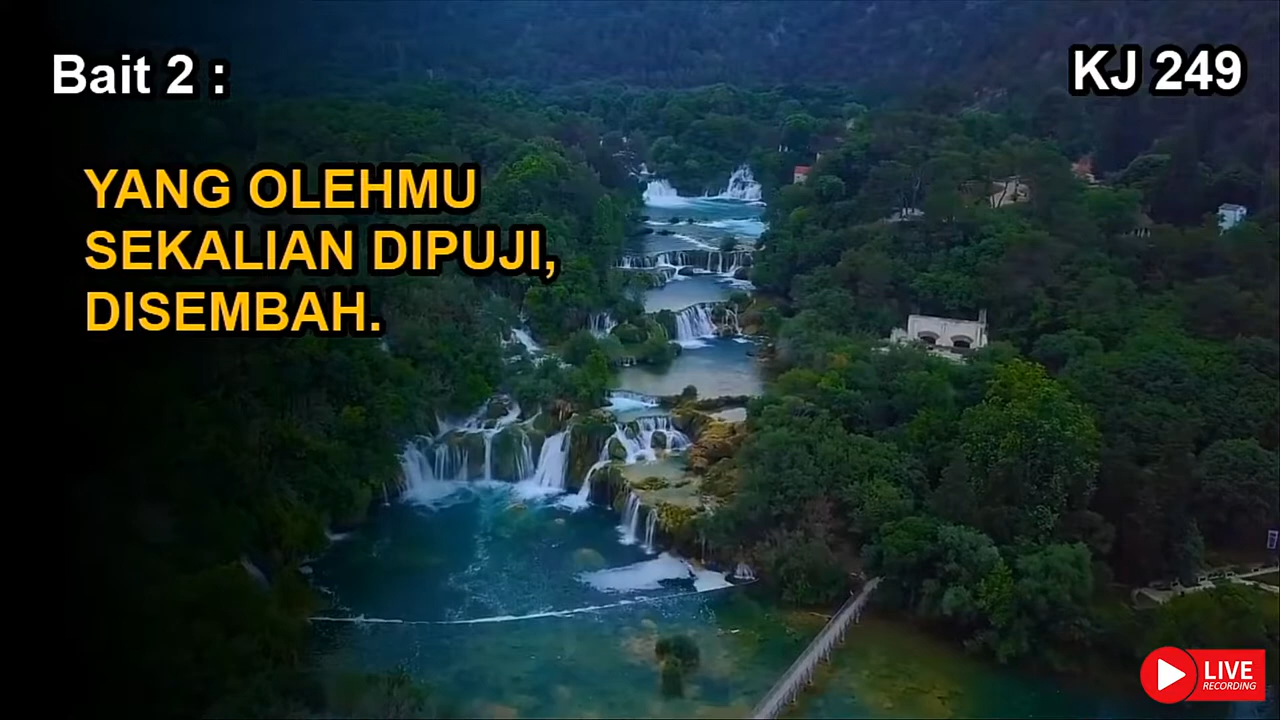 Bait 2 :
KJ 249
YANG OLEHMU
SEKALIAN DIPUJI,
DISEMBAH.
LIVE
RECORDING